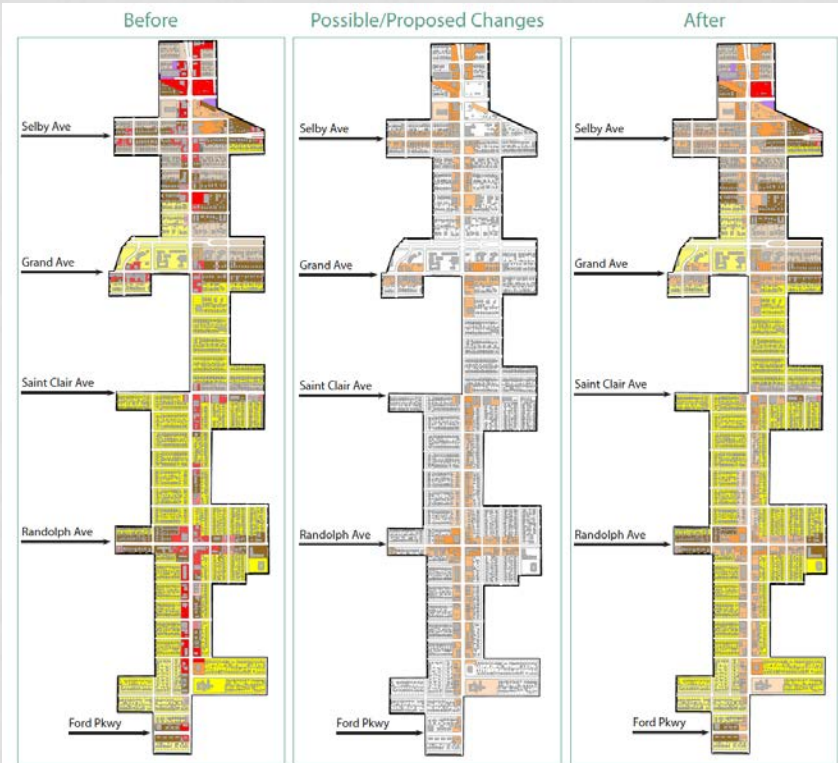 Before
Possible/Proposed Changes
After
Selby Ave
Selby Ave
Selby Ave
Grand Ave
Grand Ave
Grand Ave
Saint Clair Ave
Saint Clair Ave
Saint Clair Ave
Randolph Ave
Randolph Ave
Randolph Ave
Ford Pkwy
Ford Pkwy
Ford Pkwy